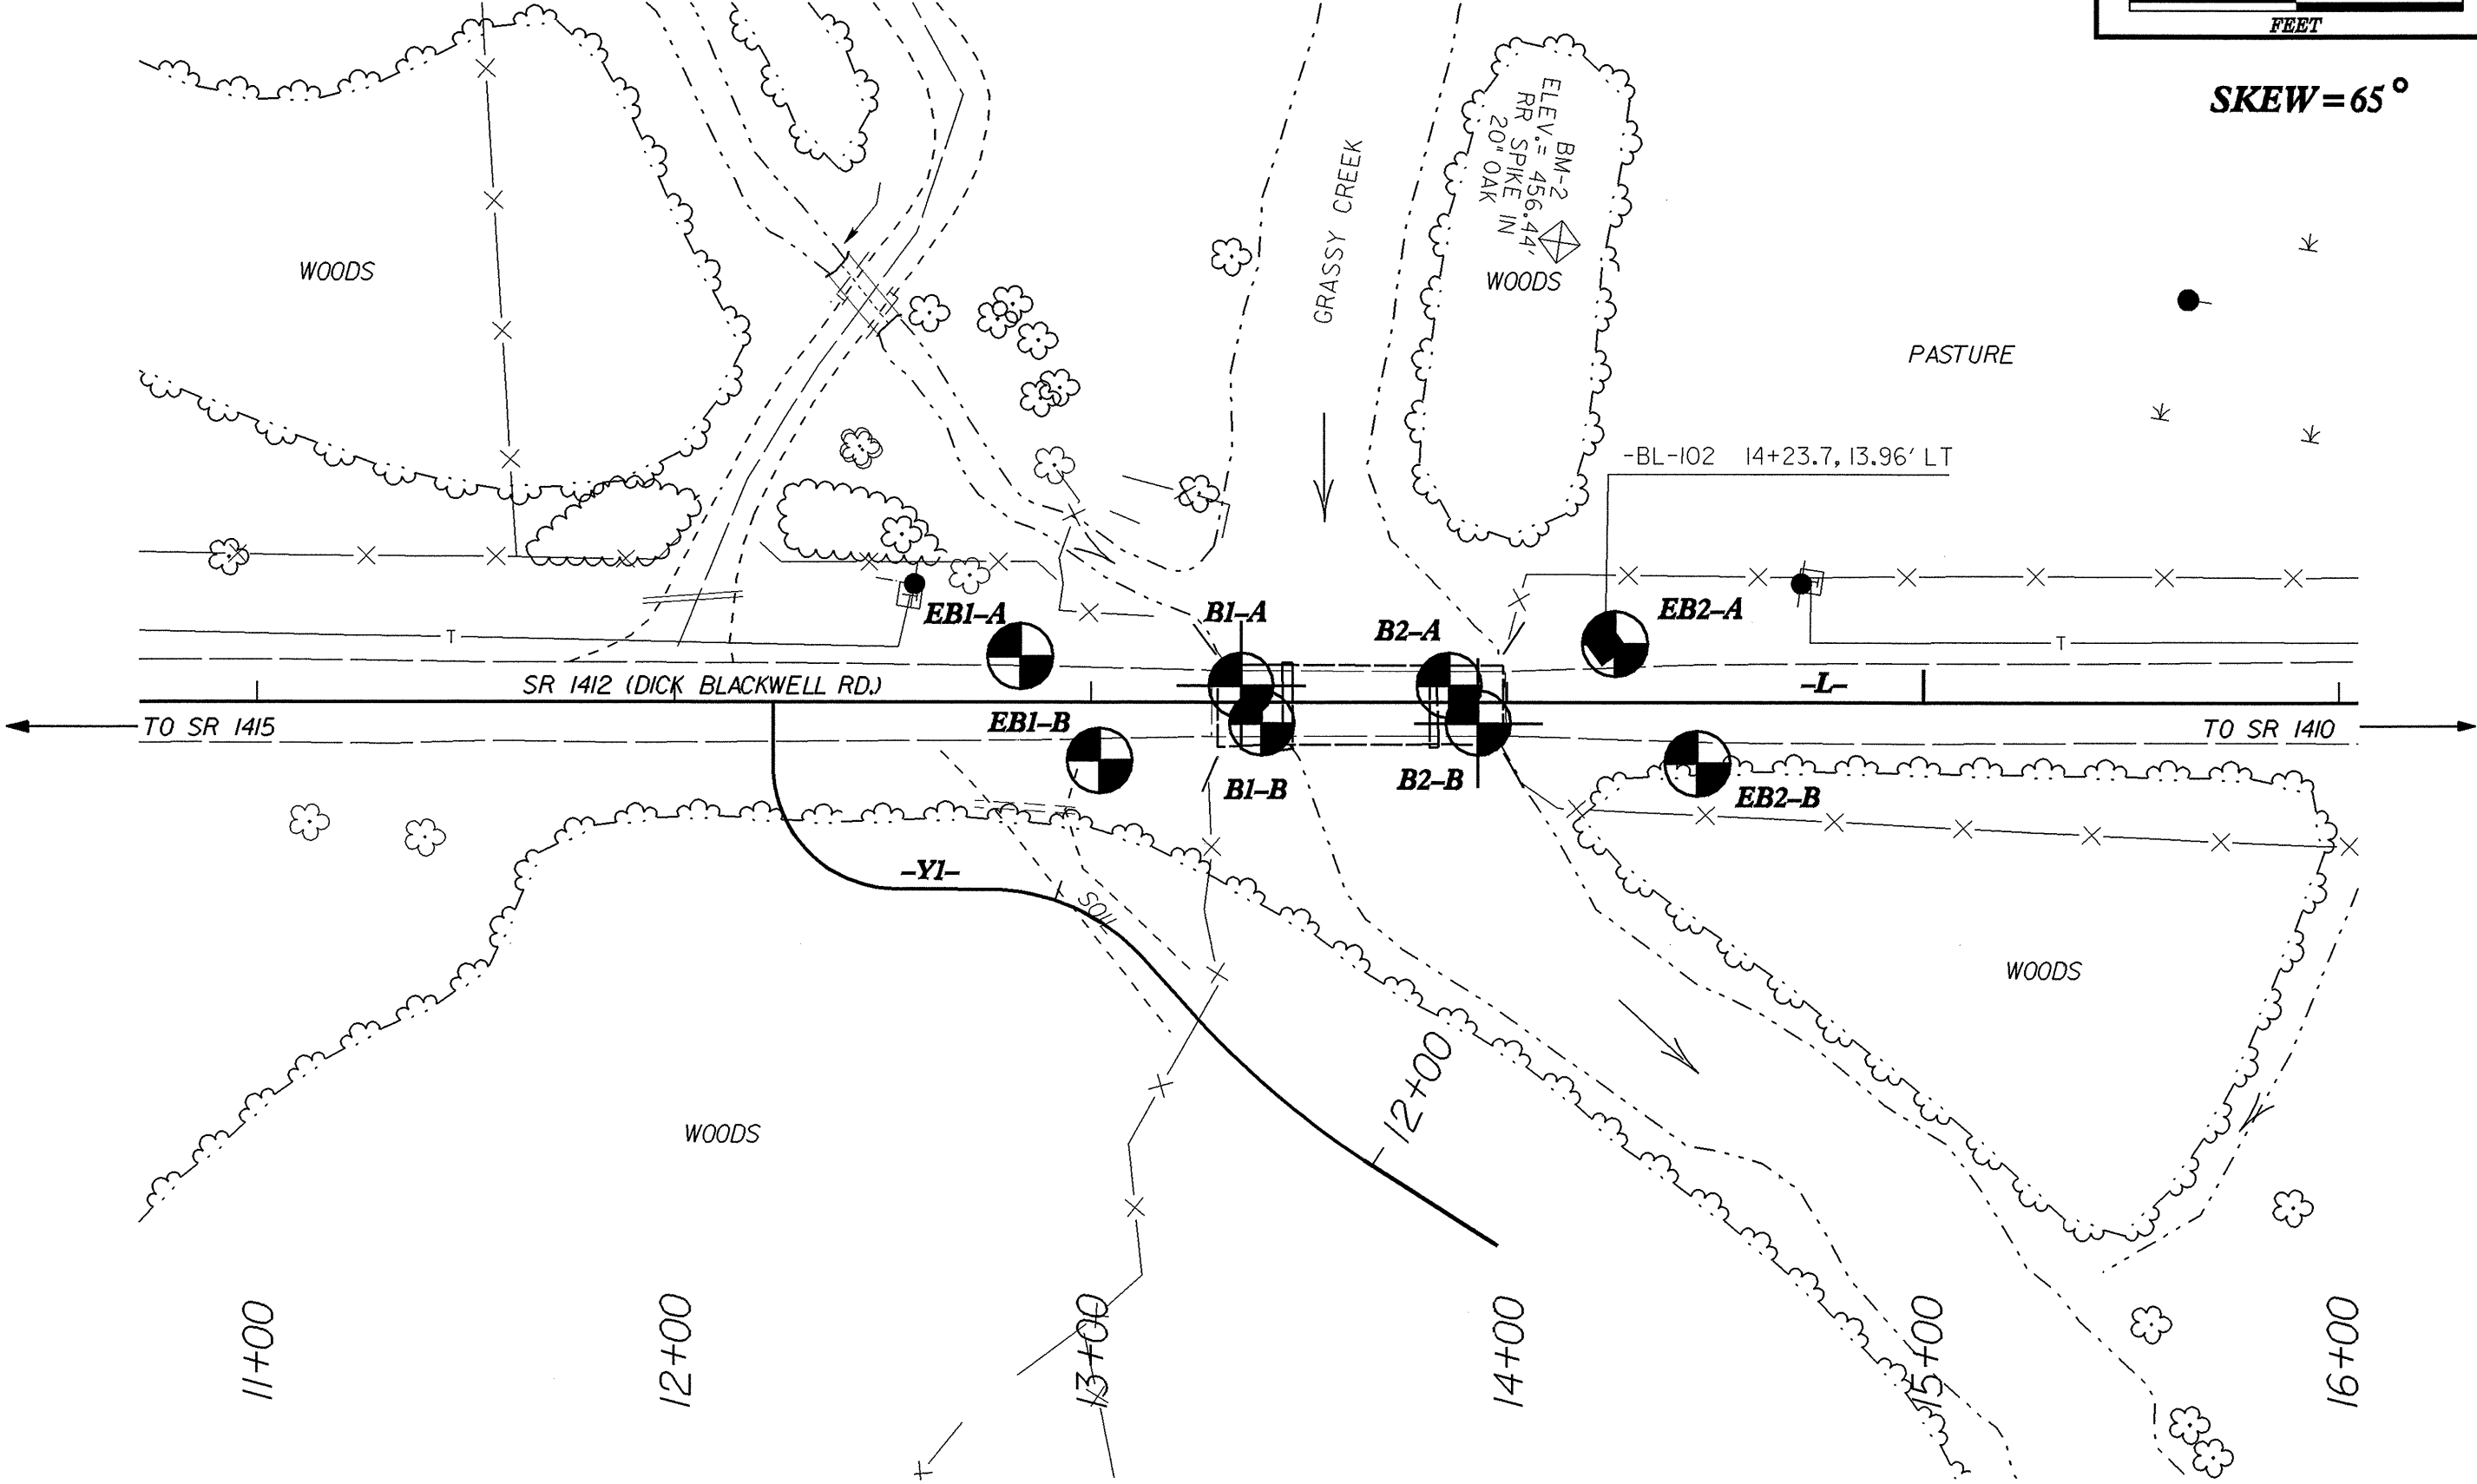 FEET
SKEW = 65°
BM-2
ELEV.= 456.44'
RR SPIKE IN
20" OAK
GRASSY CREEK
WOODS
WOODS
PASTURE
-BL-102 14+23.7, 13.96' LT
EB1-A
B1-A
B2-A
EB2-A
T
T
SR 1412 (DICK BLACKWELL RD.)
-L-
TO SR 1415
EB1-B
TO SR 1410
B1-B
B2-B
EB2-B
-Y1-
SOIL
WOODS
12+00
WOODS
11+00
12+00
13+00
14+00
15+00
16+00